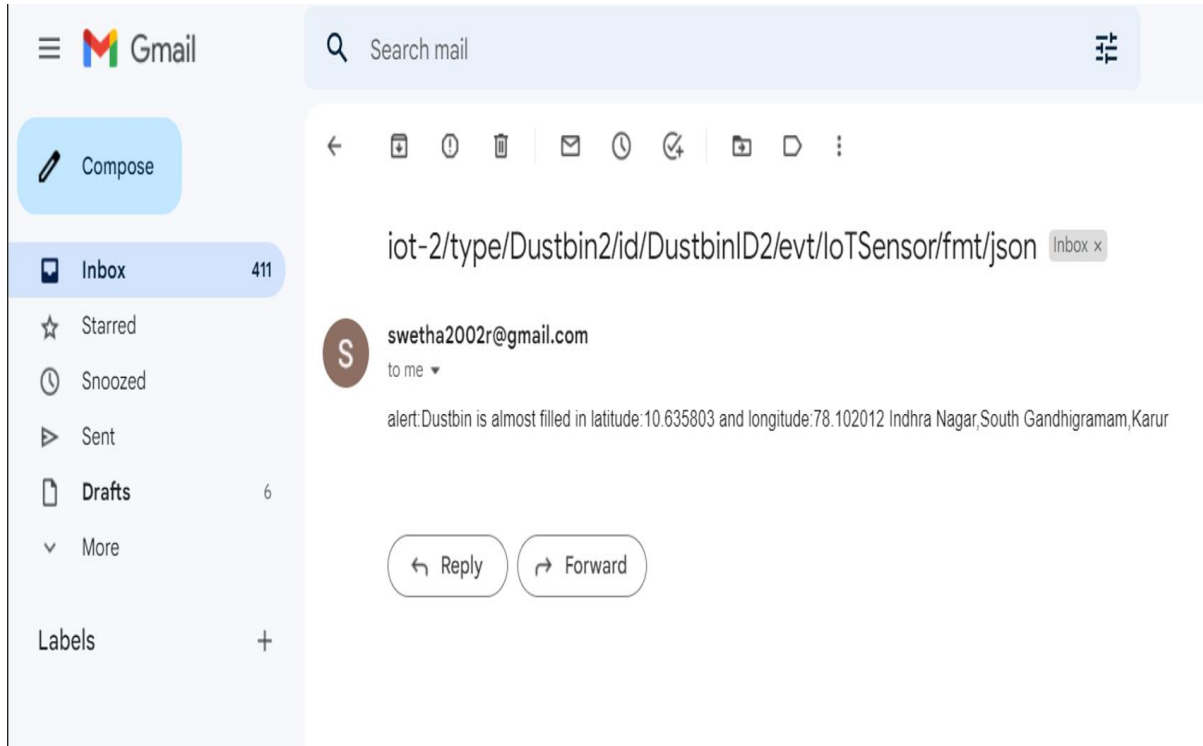 Gmail
Search mail
Compose
iot-2/type/Dustbin2/id/DustbinID2/evt/IoTSensor/fmt/json Inbox ×
Inbox 411
Starred
Snoozed
Sent
Drafts 6
More
Labels +
S
swetha2002r@gmail.com
to me
alert:Dustbin is almost filled in latitude:10.635803 and longitude:78.102012 Indhra Nagar,South Gandhigramam,Karur
Reply Forward